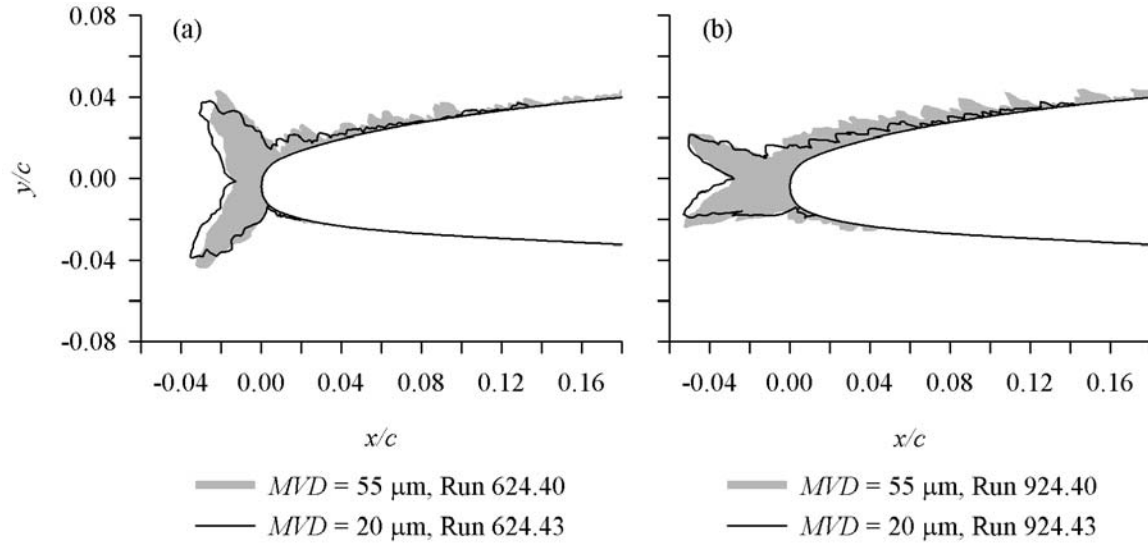 0.08
(a)
(b)
0.04
y/c
0.00
-0.04
-0.08
-0.04 0.00 0.04 0.08 0.12 0.16
-0.04 0.00 0.04 0.08 0.12 0.16
x/c
x/c
MVD = 55 μm, Run 624.40
MVD = 20 μm, Run 624.43
MVD = 55 μm, Run 924.40
MVD = 20 μm, Run 924.43